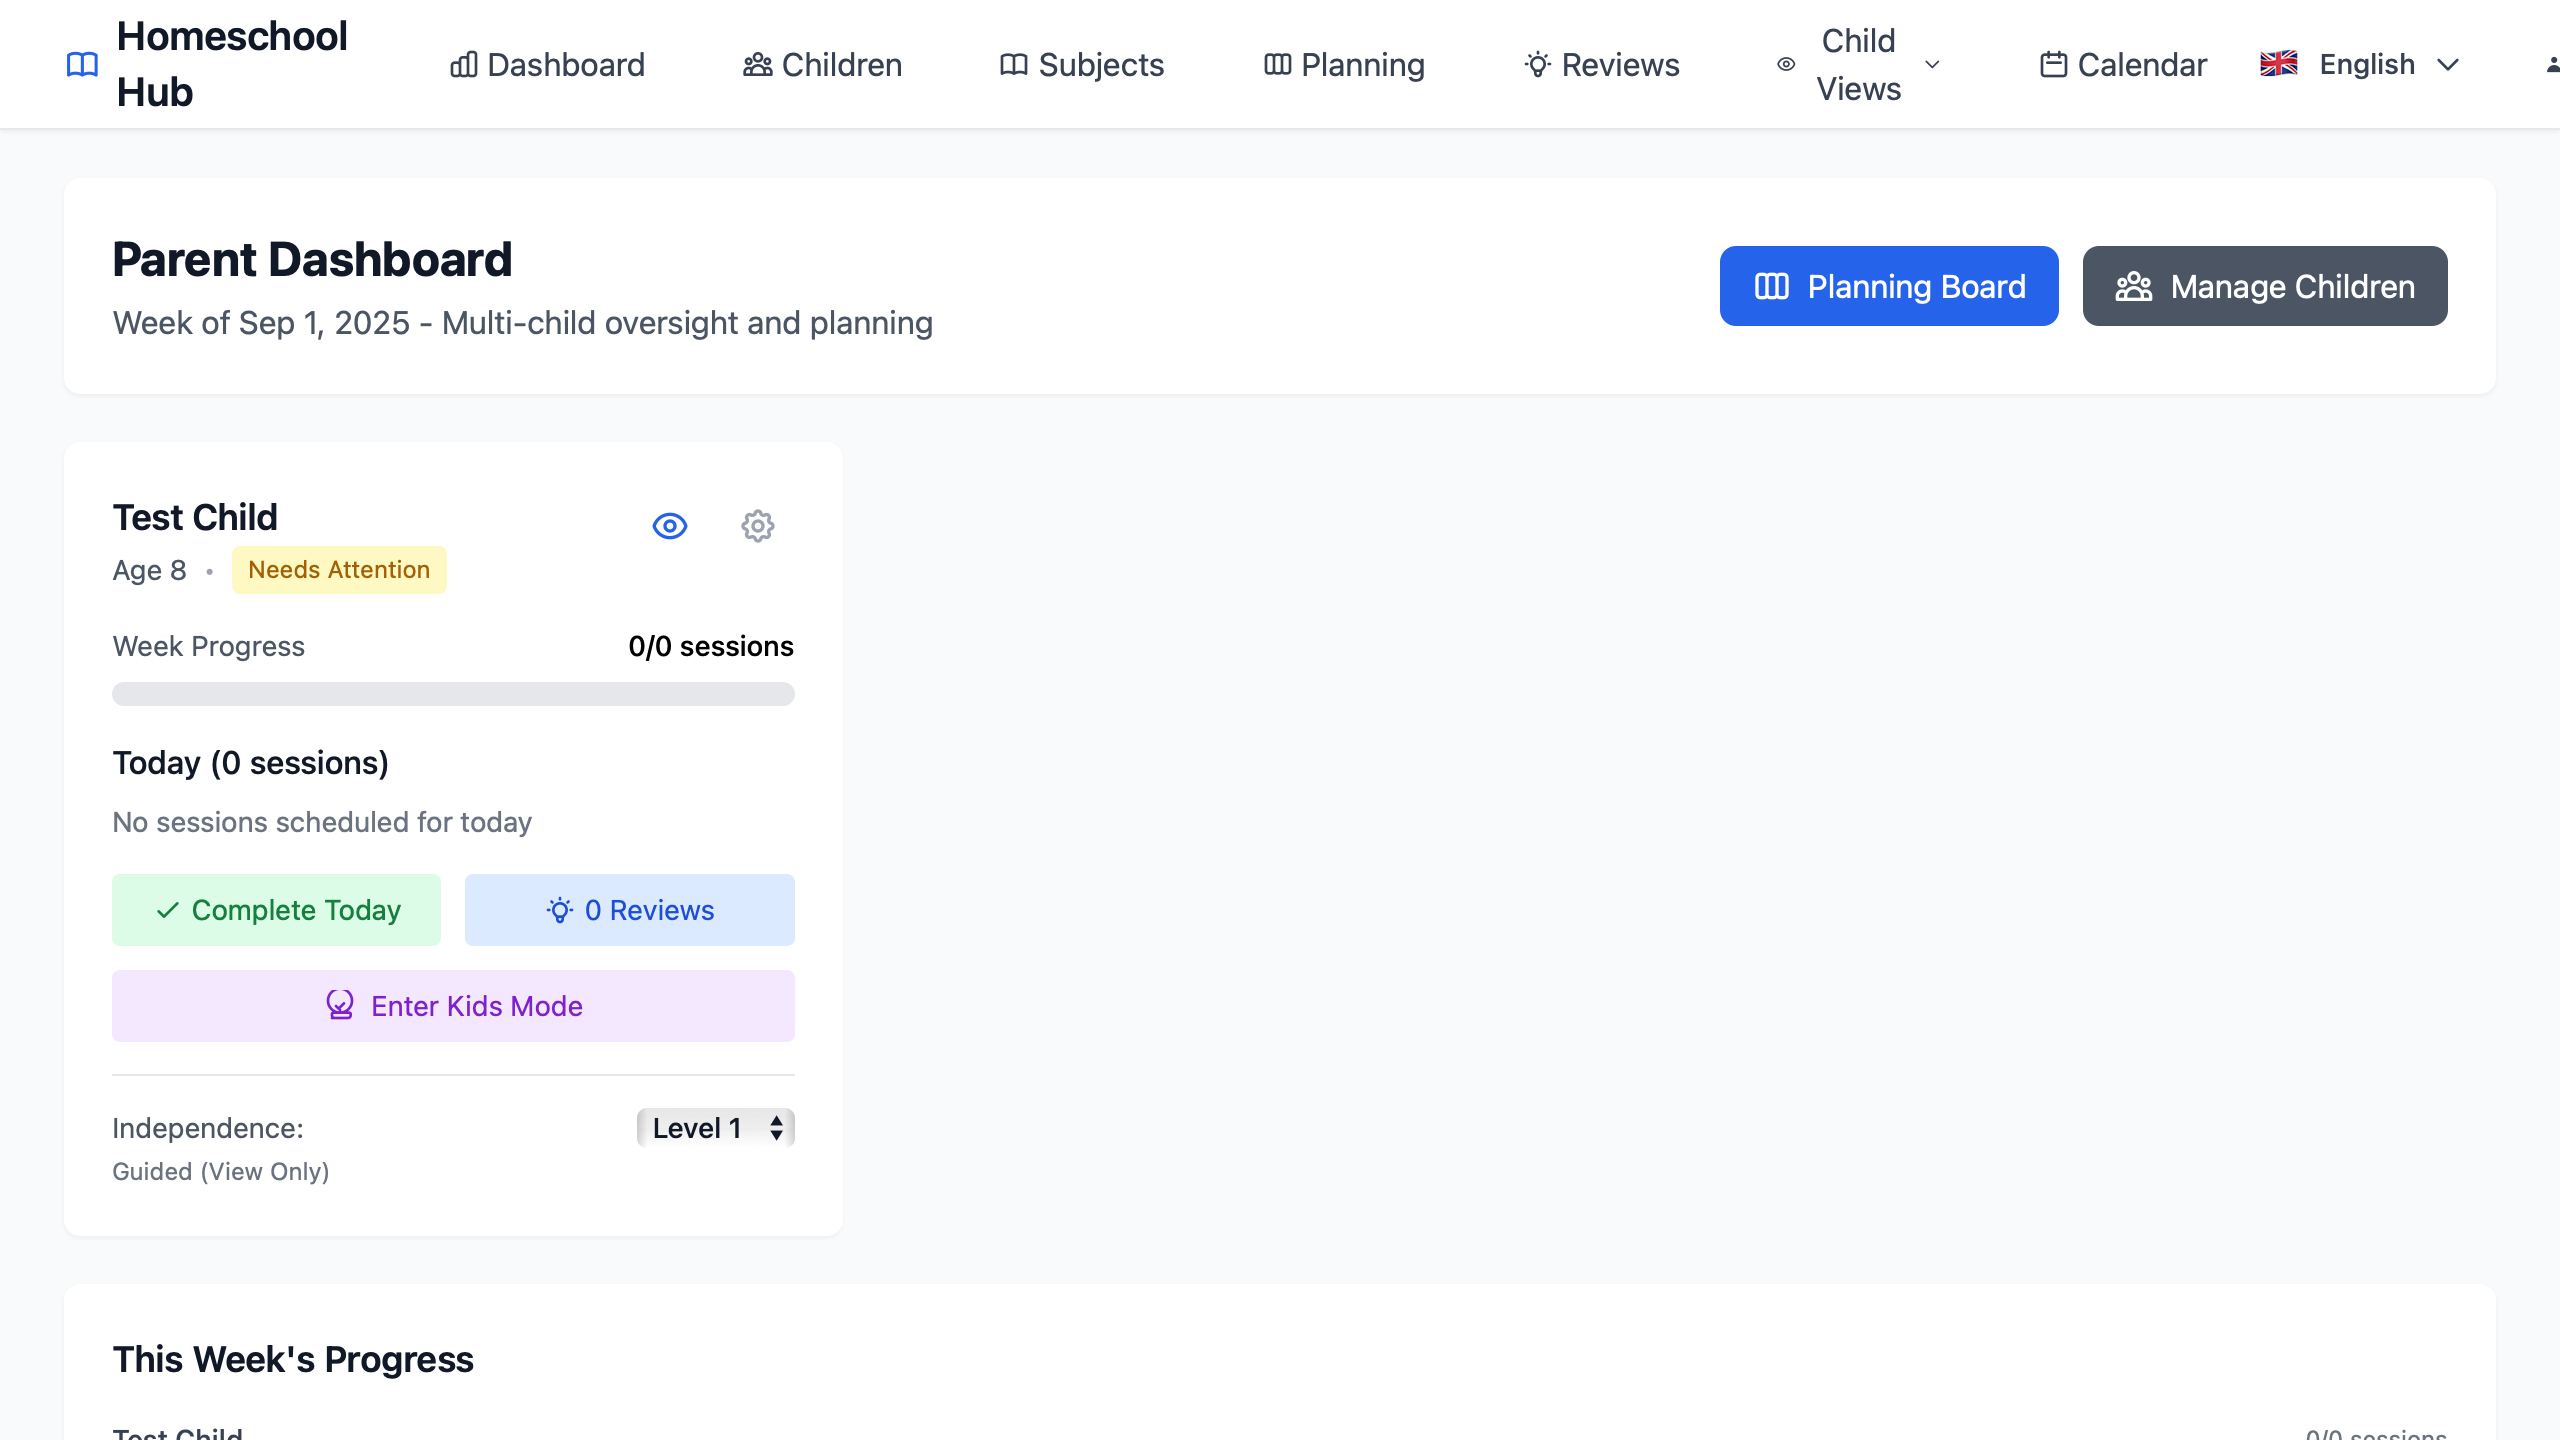 Homeschool
Hub
Dashboard
Children
Subjects
Planning
Reviews
Child
Views
Calendar
English
Parent Dashboard
Week of Sep 1, 2025 - Multi-child oversight and planning
Planning Board
Manage Children
Test Child
Age 8 • Needs Attention
Week Progress 0/0 sessions
Today (0 sessions)
No sessions scheduled for today
Complete Today
0 Reviews
Enter Kids Mode
Independence: Level 1
Guided (View Only)
This Week's Progress
Test Child 0/0 sessions